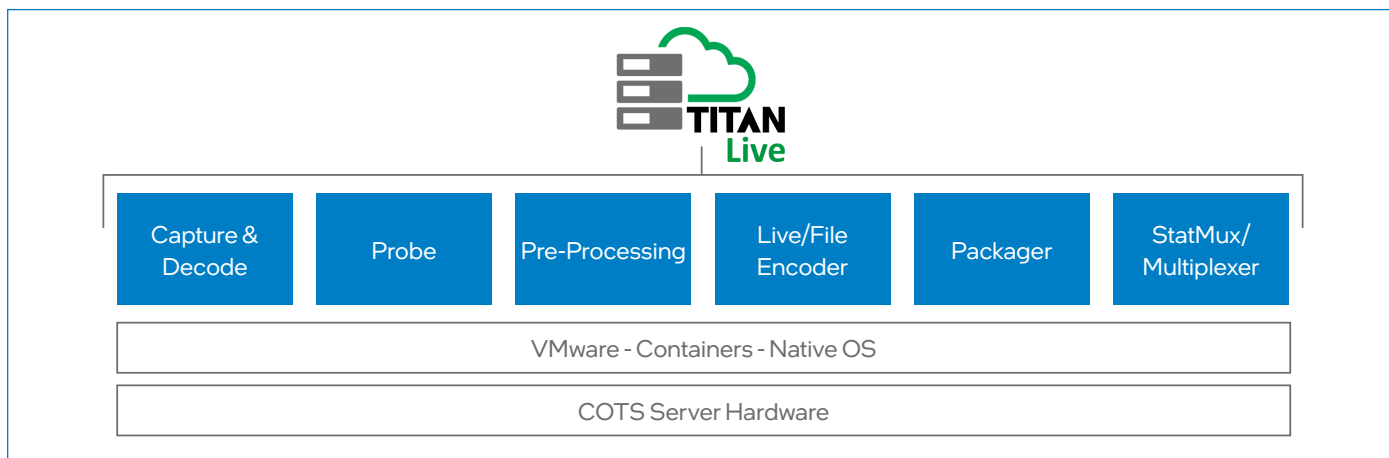 TITAN
Live
Capture &
Decode
Probe
Pre-Processing
Live/File
Encoder
Packager
StatMux/
Multiplexer
VMware - Containers - Native OS
COTS Server Hardware